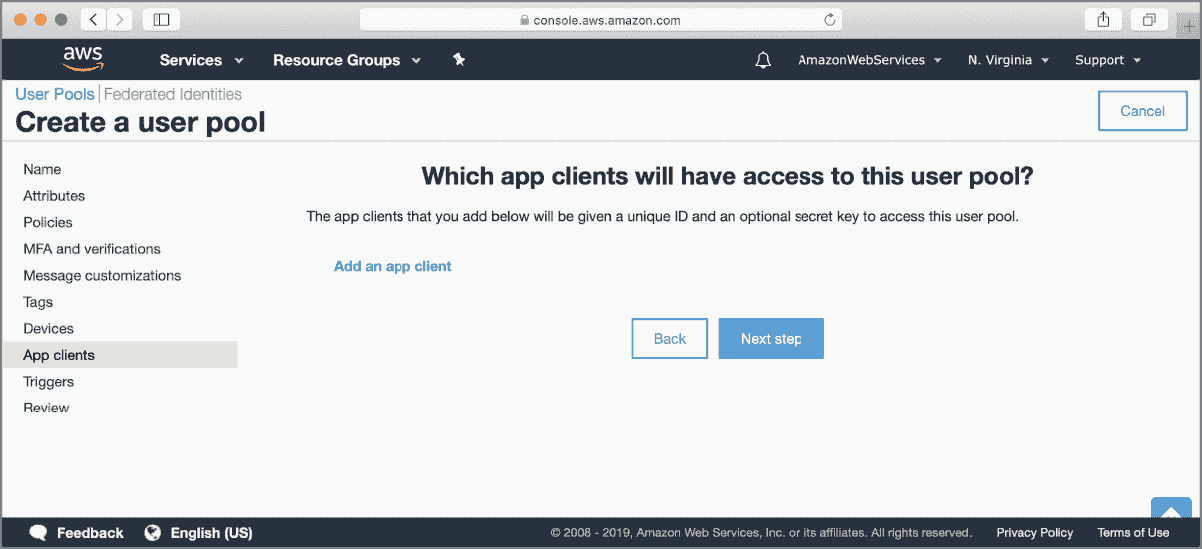 console.aws.amazon.com
aws Services Resource Groups AmazonWebServices N. Virginia Support
User Pools | Federated Identities
Create a user pool
Cancel
Name
Attributes
Policies
MFA and verifications
Message customizations
Tags
Devices
App clients
Triggers
Review
Which app clients will have access to this user pool?
The app clients that you add below will be given a unique ID and an optional secret key to access this user pool.
Add an app client
Back Next step
Feedback English (US) © 2008 - 2019, Amazon Web Services, Inc. or its affiliates. All rights reserved. Privacy Policy Terms of Use